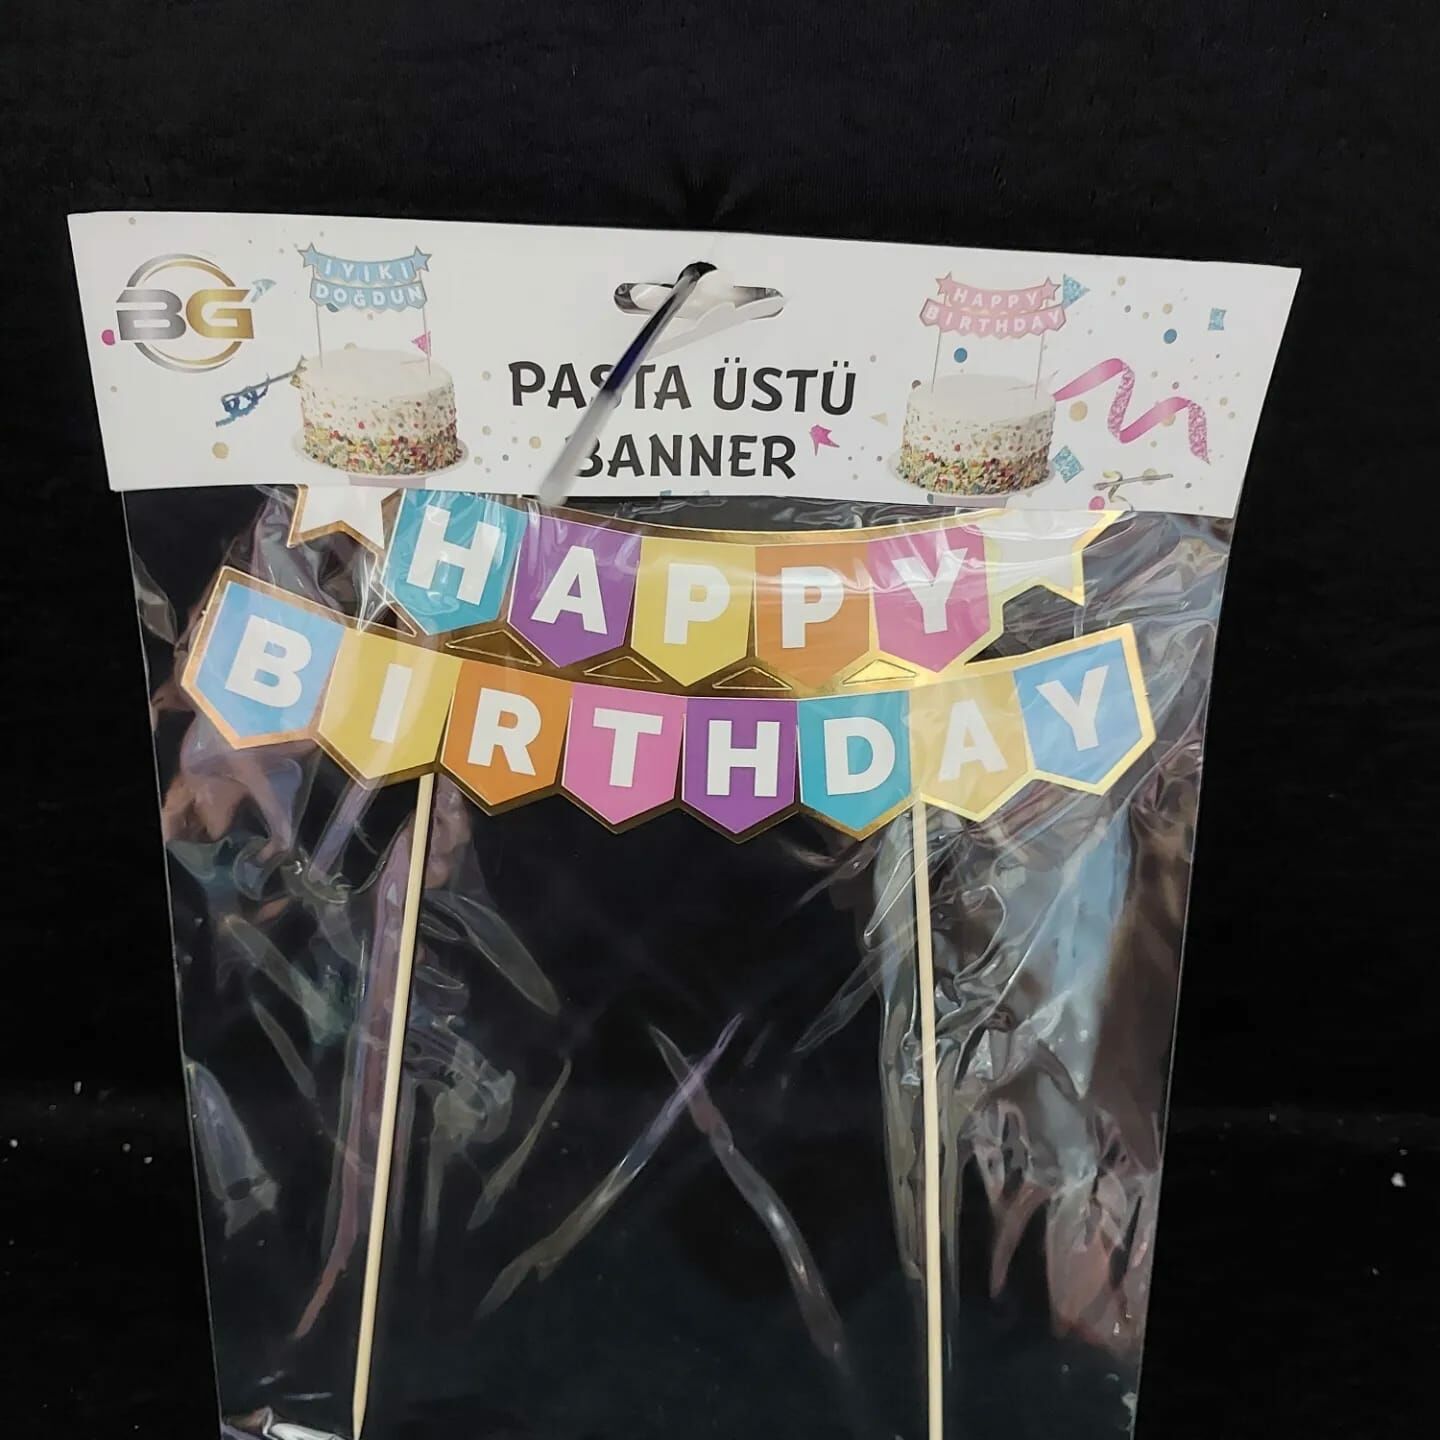 BG
İYİKİ
DOĞDUN
HAPPY
BIRTHDAY
PASTA ÜSTÜ
BANNER
HAPPY
BIRTHDAY